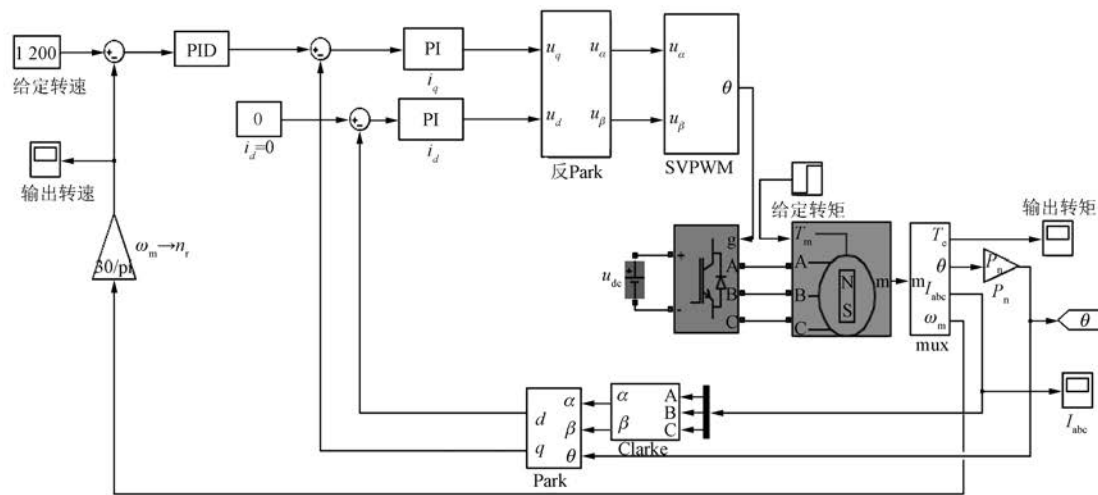 1 200
给定转速
PID
PI
i_q
u_q
u_d
u_α
u_β
反Park
u_α
u_β
θ
SVPWM
0
i_d=0
PI
i_d
输出转速
30/pi
ω_m→n_r
给定转矩
u_dc
+
-
g
A
B
C
T_m
A
B
C
N
S
m
m
T_e
θ
I_abc
ω_m
mux
输出转矩
P_n
P_n
θ
I_abc
d
q
α
β
θ
Park
α
β
A
B
C
Clarke